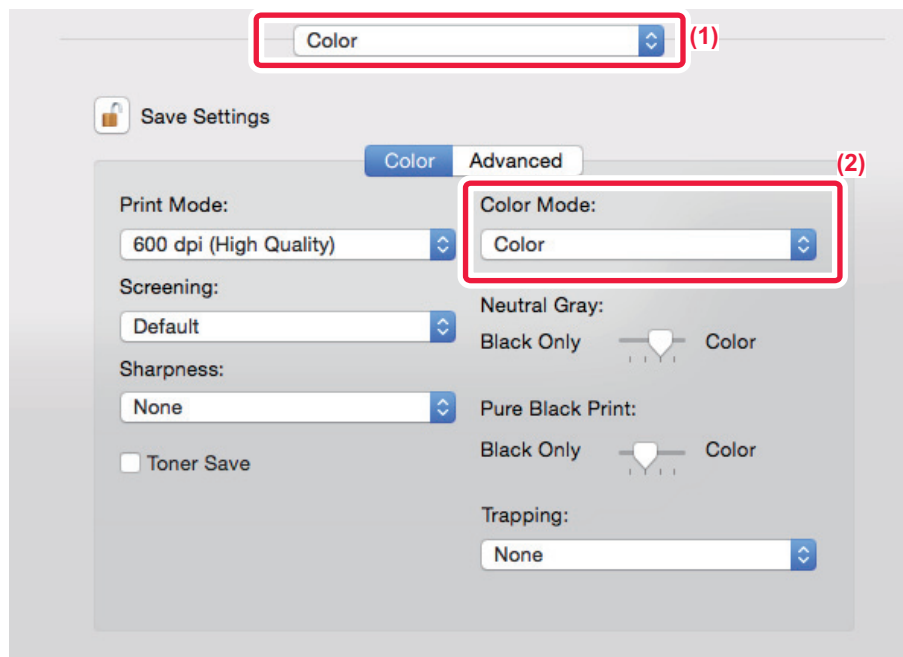 Color
(1)
Save Settings
Color Advanced
(2)
Print Mode:
600 dpi (High Quality)
Screening:
Default
Sharpness:
None
Toner Save
Color Mode:
Color
Neutral Gray:
Black Only Color
Pure Black Print:
Black Only Color
Trapping:
None